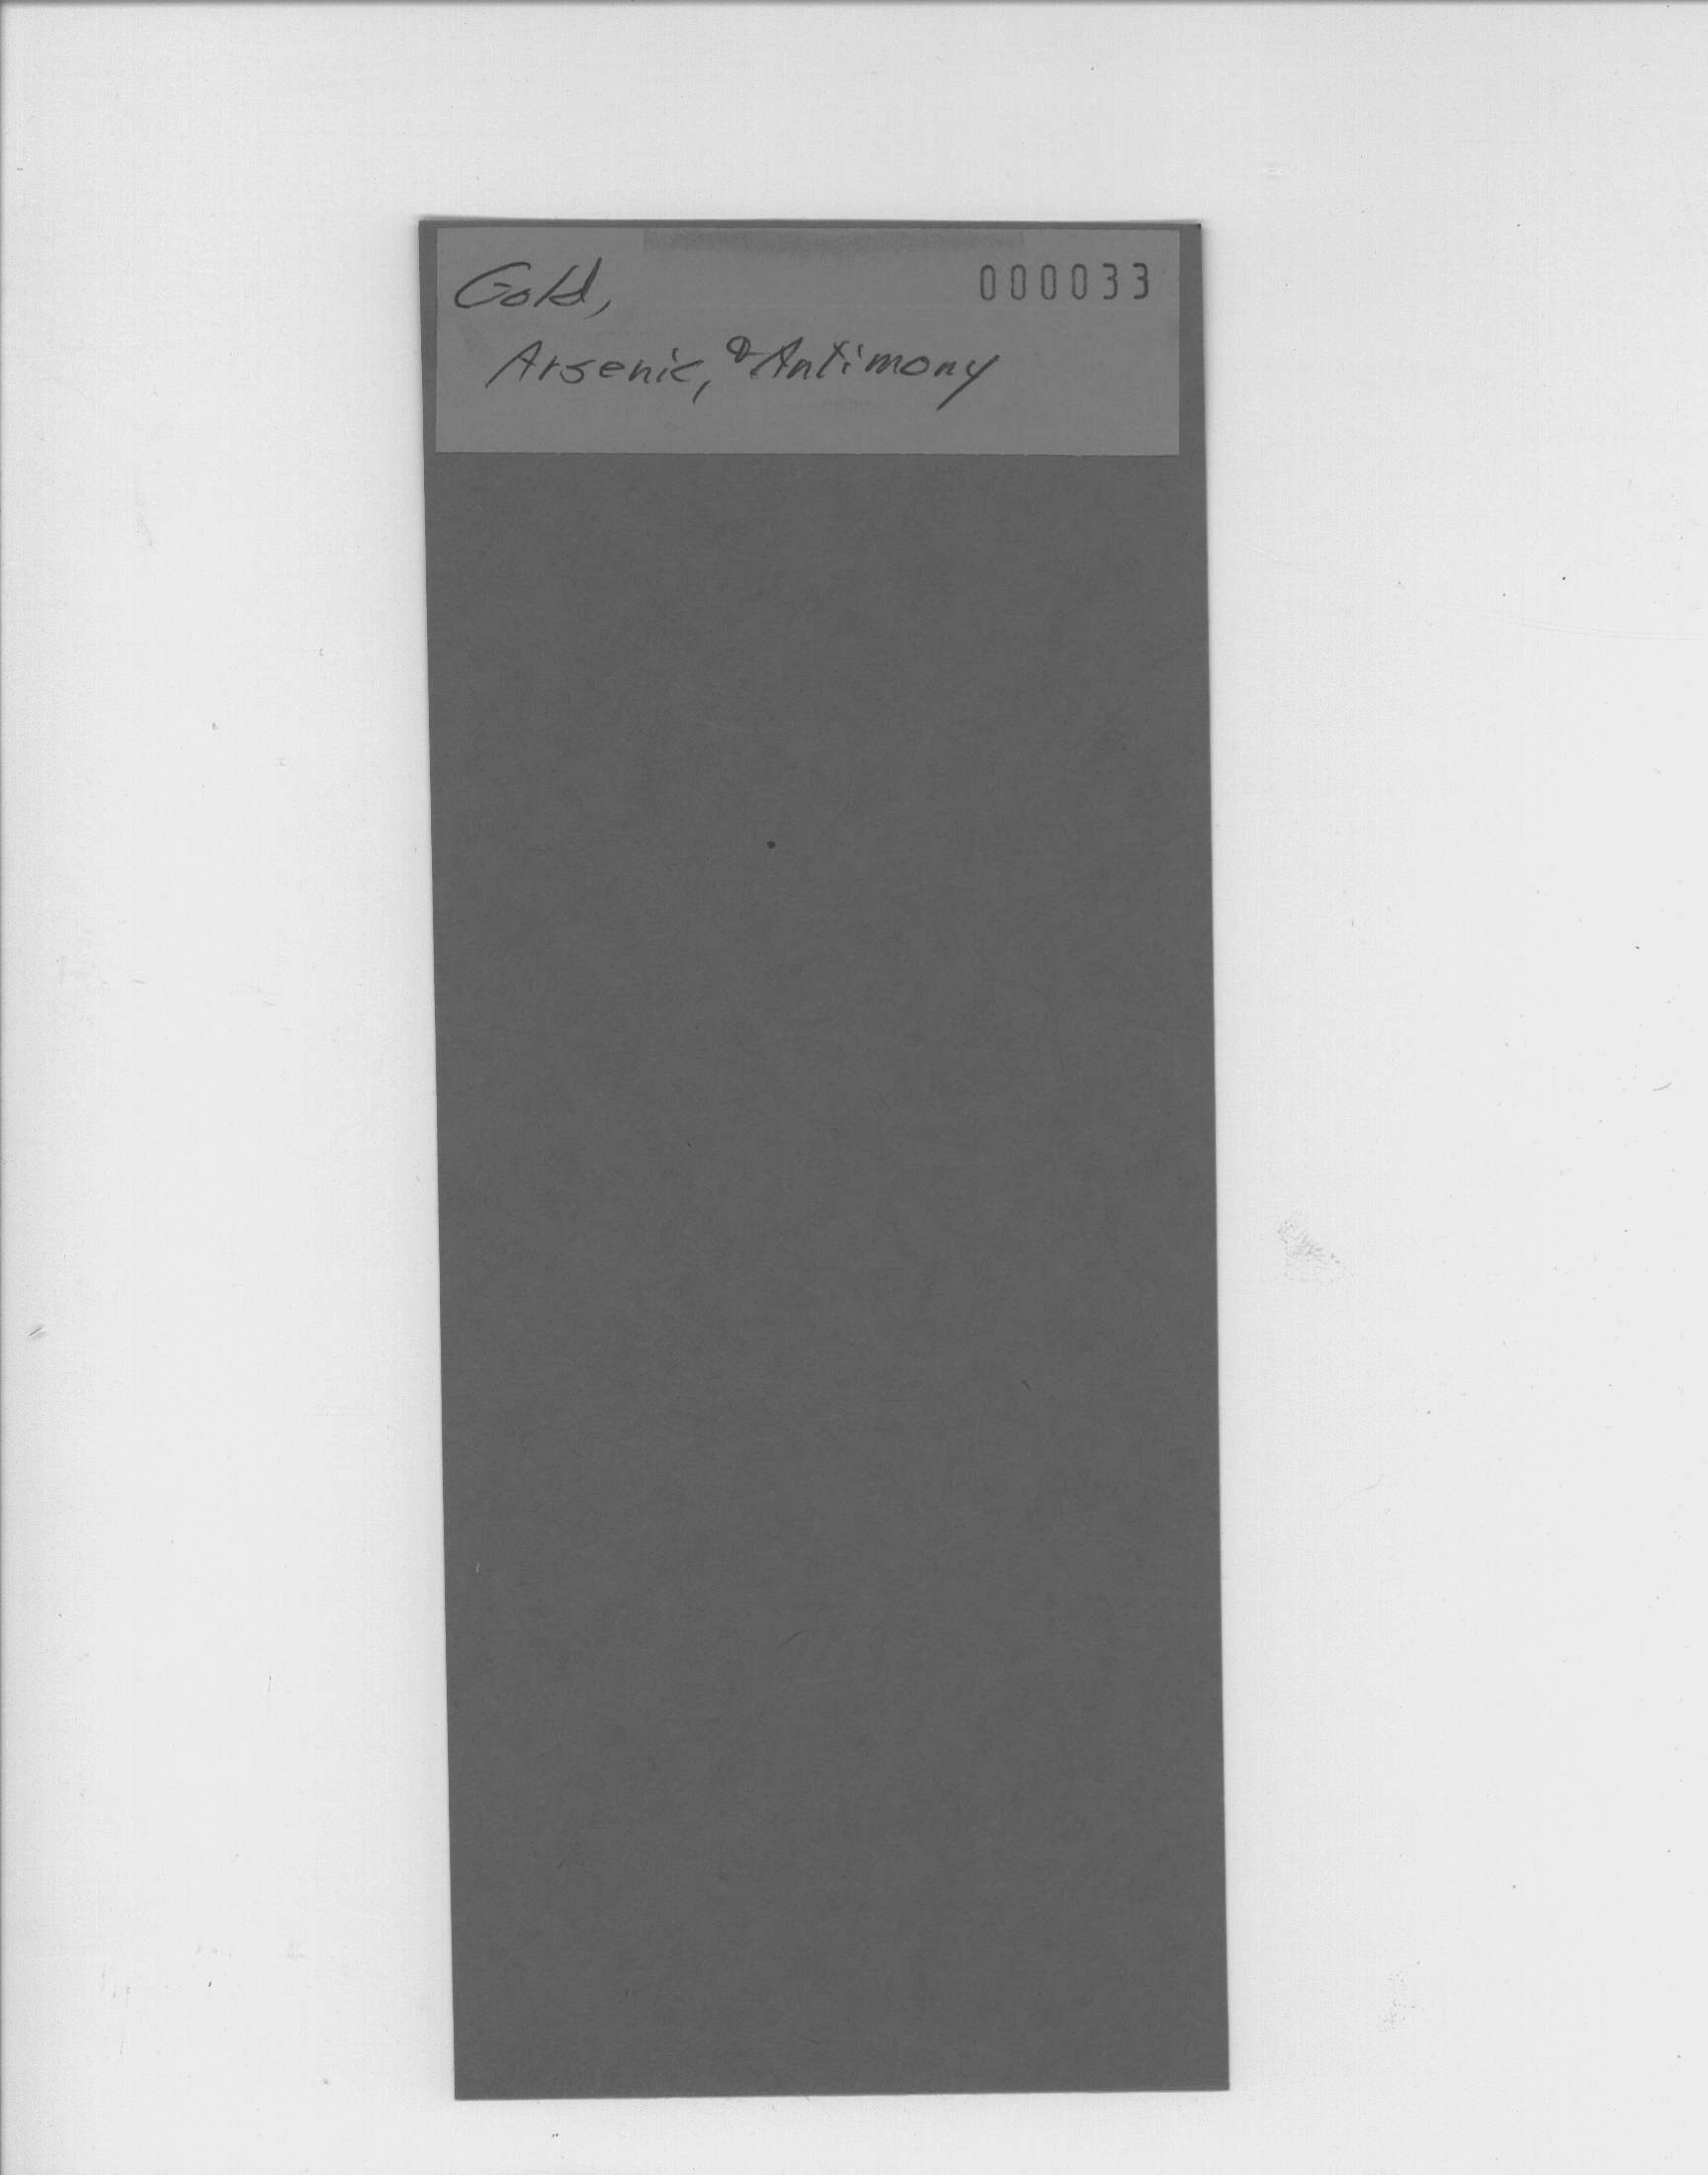 Gold,
000033
Arsenic, & Antimony